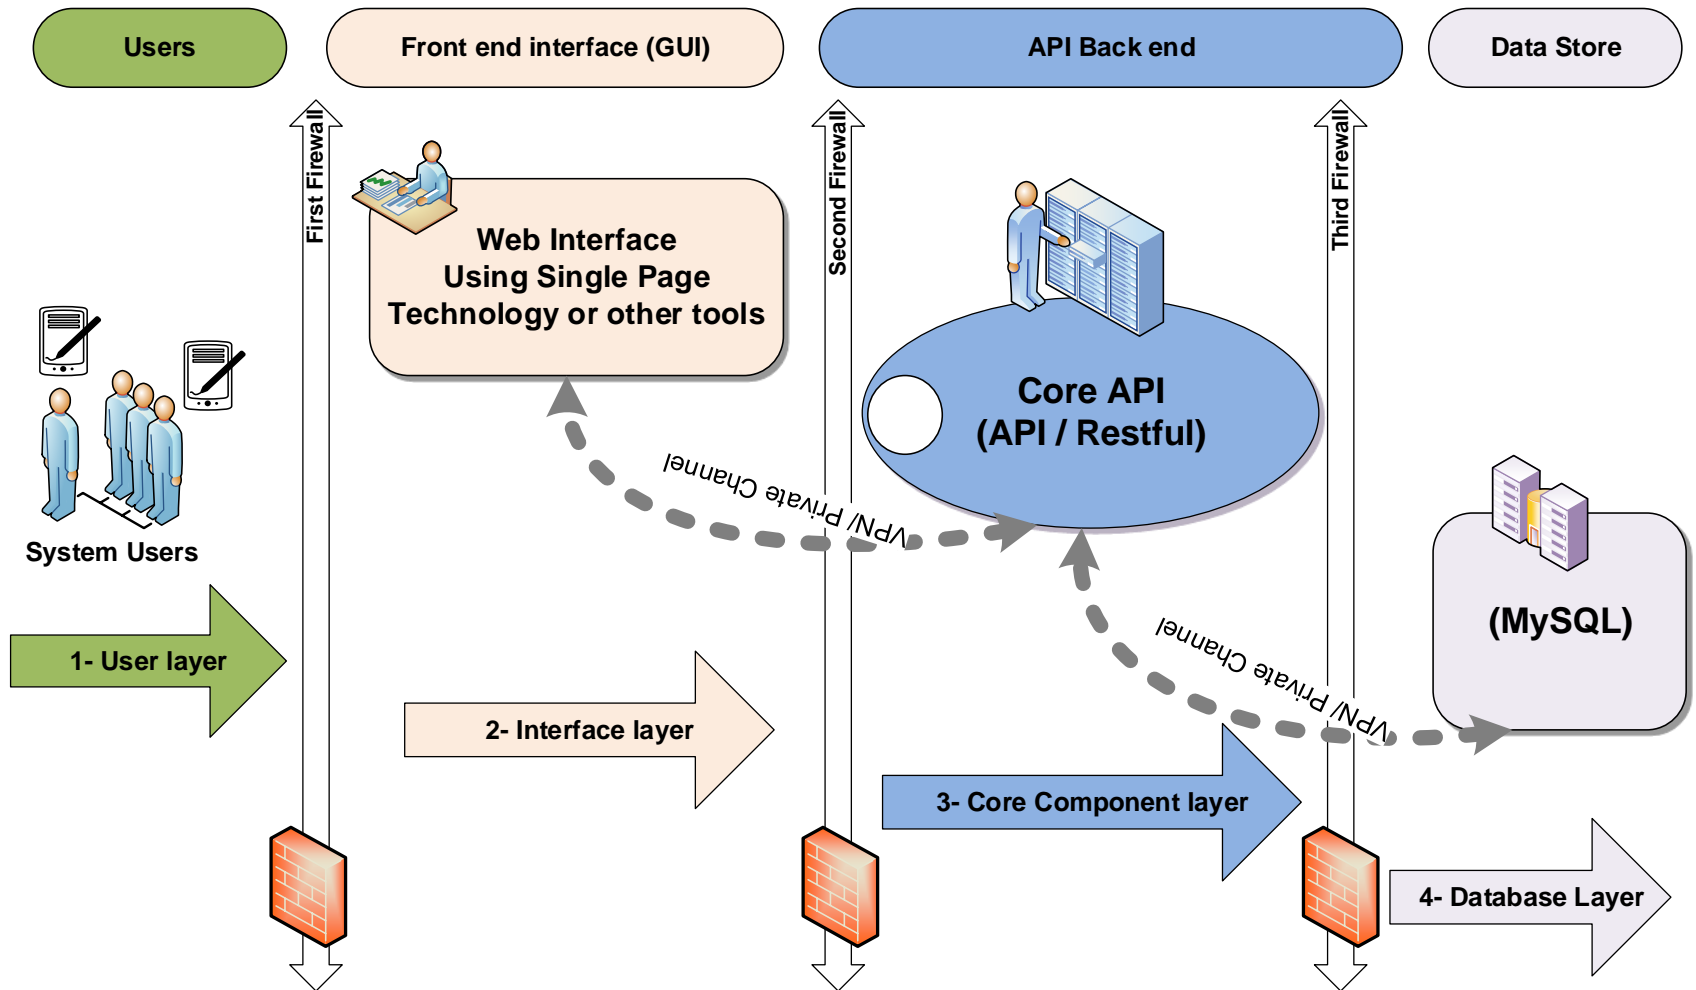 Users
Front end interface (GUI)
API Back end
Data Store
First Firewall
Second Firewall
Third Firewall
Web Interface
Using Single Page
Technology or other tools
Core API
(API / Restful)
VPN/ Private Channel
System Users
(MySQL)
VPN/ Private Channel
1- User layer
2- Interface layer
3- Core Component layer
4- Database Layer